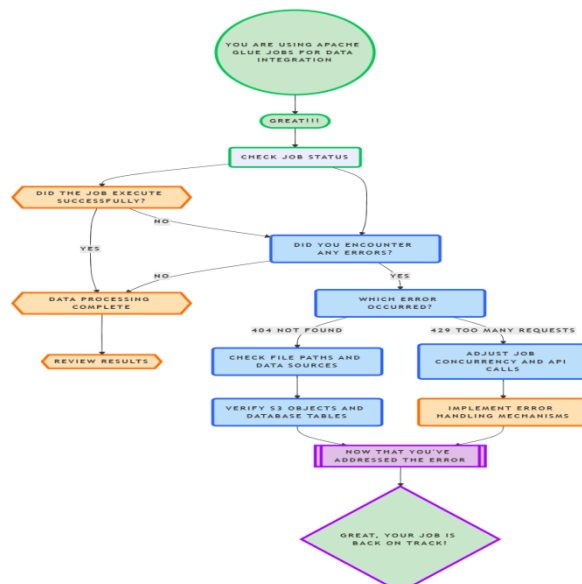 YOU ARE USING APACHE
GLUE JOBS FOR DATA
INTEGRATION
GREAT!!!
CHECK JOB STATUS
DID THE JOB EXECUTE
SUCCESSFULLY?
NO
YES
DID YOU ENCOUNTER
ANY ERRORS?
NO
YES
DATA PROCESSING
COMPLETE
WHICH ERROR
OCCURRED?
404 NOT FOUND
429 TOO MANY REQUESTS
REVIEW RESULTS
CHECK FILE PATHS AND
DATA SOURCES
ADJUST JOB
CONCURRENCY AND API
CALLS
VERIFY S3 OBJECTS AND
DATABASE TABLES
IMPLEMENT ERROR
HANDLING MECHANISMS
NOW THAT YOU'VE
ADDRESSED THE ERROR
GREAT, YOUR JOB IS
BACK ON TRACK!